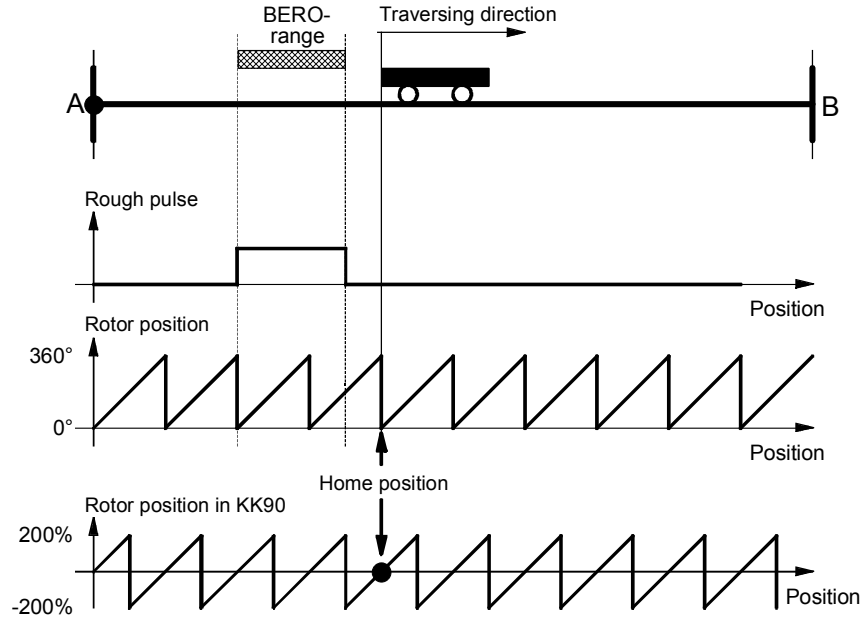 BERO-
range
Traversing direction
A
B
Rough pulse
Position
Rotor position
360°
0°
Position
Home position
Rotor position in KK90
200%
-200%
Position